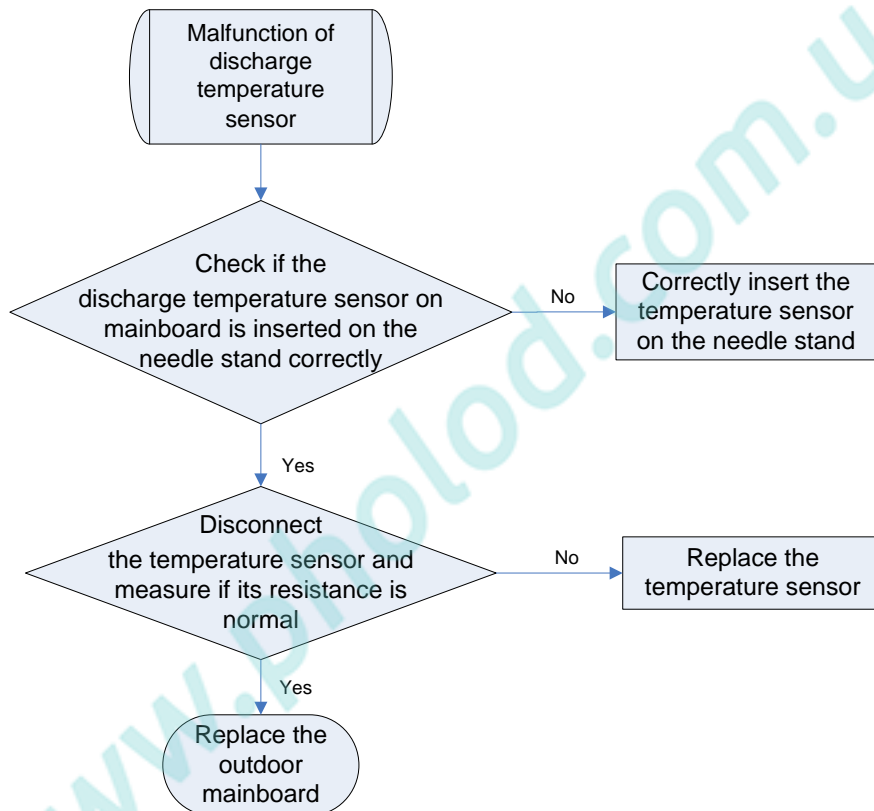 Malfunction of
discharge
temperature
sensor
Check if the
discharge temperature sensor on
mainboard is inserted on the
needle stand correctly
No
Correctly insert the
temperature sensor
on the needle stand
Yes
Disconnect
the temperature sensor and
measure if its resistance is
normal
No
Replace the
temperature sensor
Yes
Replace the
outdoor
mainboard
www.pholod.com.u